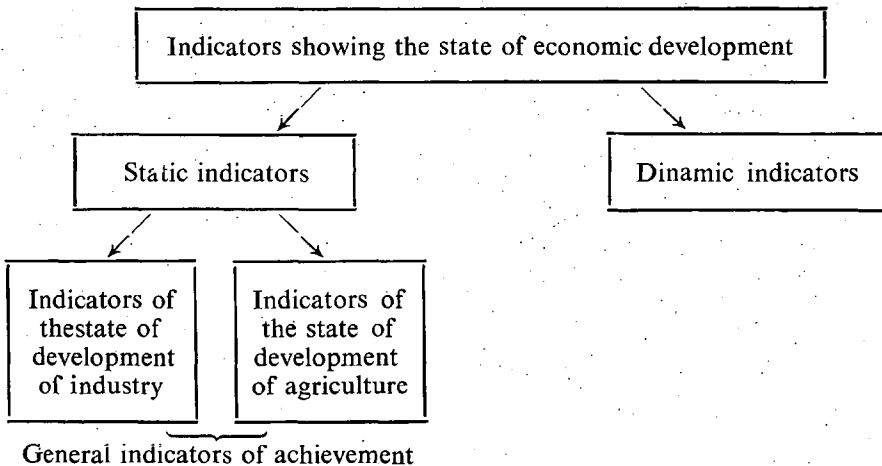 Indicators showing the state of economic development
Static indicators
Dinamic indicators
Indicators of
thestate of
development
of industry
Indicators of
the state of
development
of agriculture
General indicators of achievement